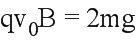 qv₀B = 2mg